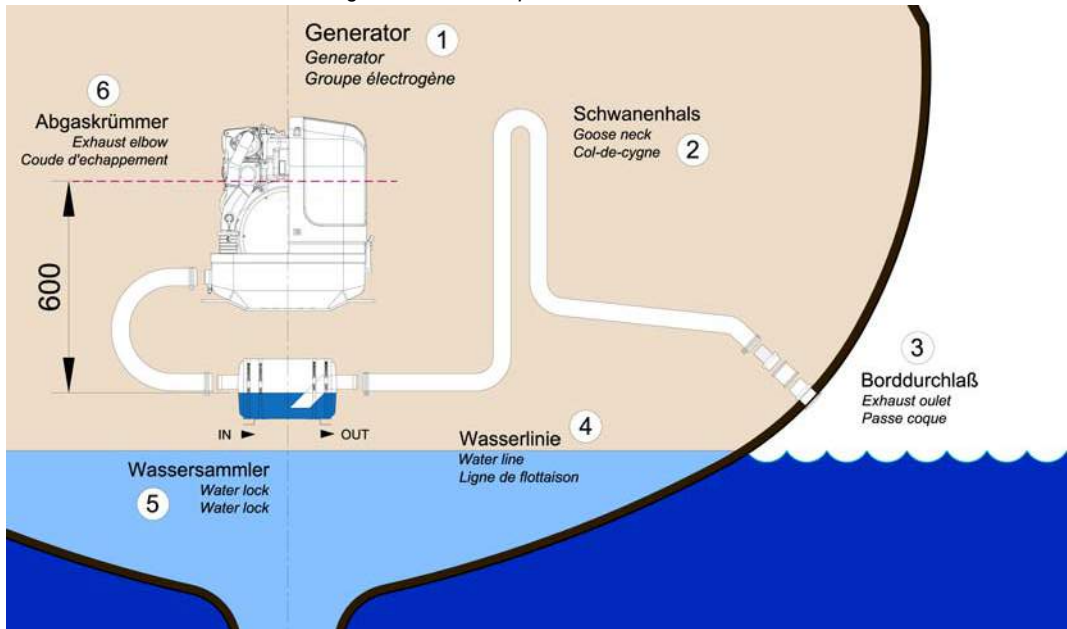 Generator
1
Generator
Groupe électrogène
6
Abgaskrümmer
Exhaust elbow
Coude d'echappement
Schwanenhals
Goose neck
Col-de-cygne
2
600
3
Borddurchlaß
Exhaust oulet
Passe coque
IN
OUT
4
Wasserlinie
Water line
Ligne de flottaison
Wassersammler
Water lock
Water lock
5